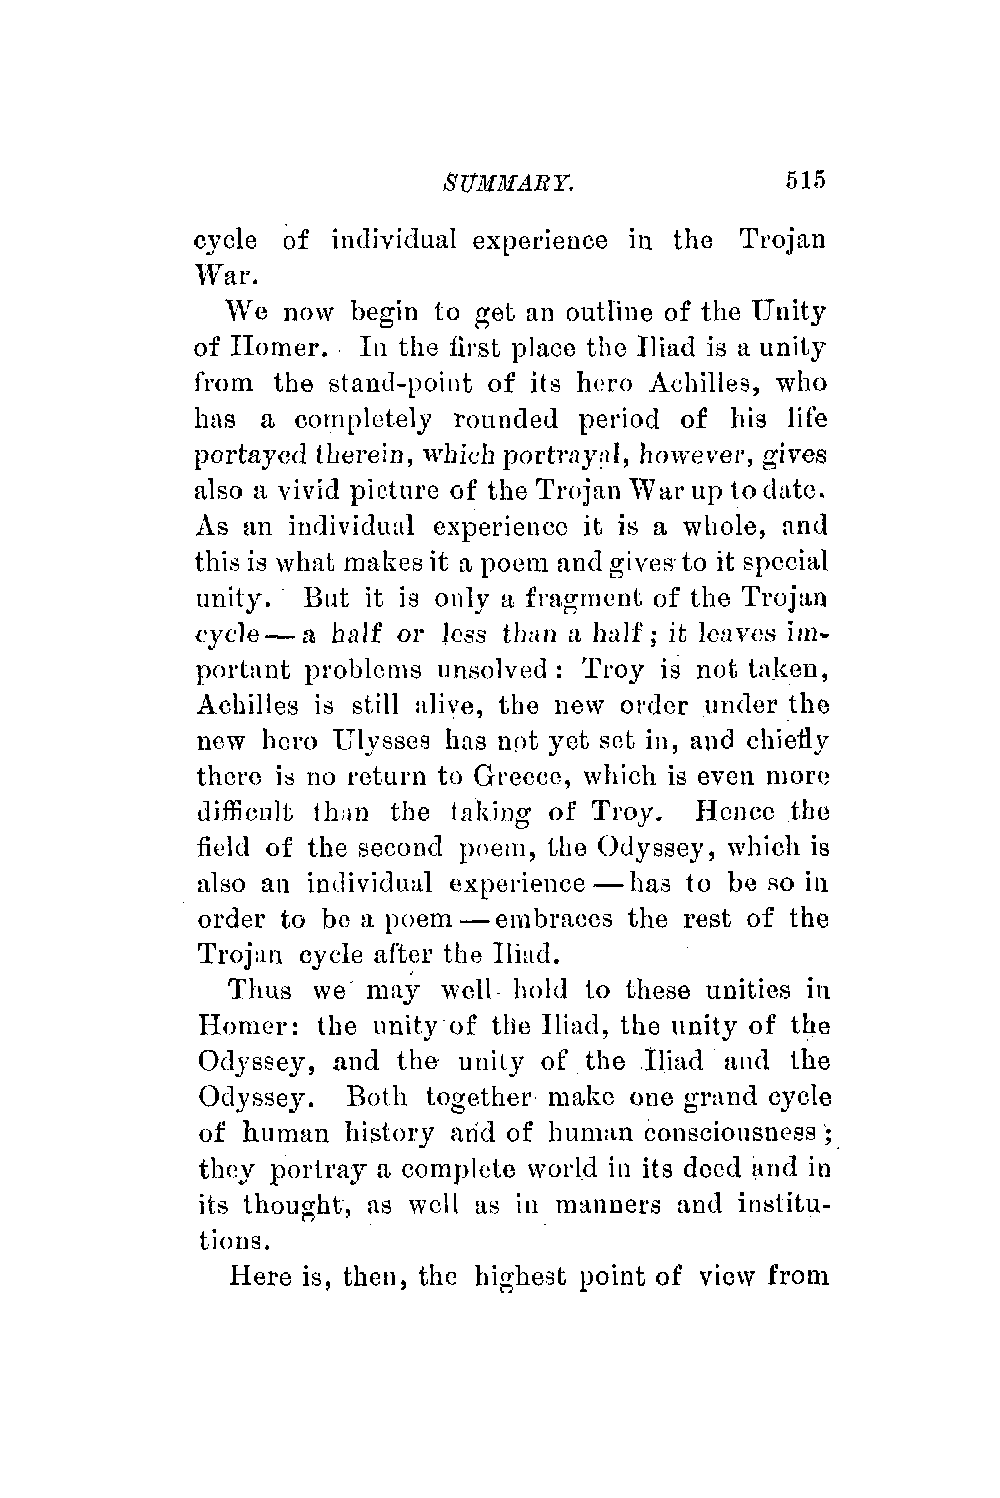 SUMMARY. 515
cycle of individual experience in the Trojan
War.
We now begin to get an outline of the Unity
of Homer. In the first place the Iliad is a unity
from the stand-point of its hero Achilles, who
has a completely rounded period of his life
portayed therein, which portrayal, however, gives
also a vivid picture of the Trojan War up to date.
As an individual experience it is a whole, and
this is what makes it a poem and gives to it special
unity. But it is only a fragment of the Trojan
cycle — a half or less than a half; it leaves im-
portant problems unsolved: Troy is not taken,
Achilles is still alive, the new order under the
new hero Ulysses has not yet set in, and chiefly
there is no return to Greece, which is even more
difficult than the taking of Troy. Hence the
field of the second poem, the Odyssey, which is
also an individual experience — has to be so in
order to be a poem — embraces the rest of the
Trojan cycle after the Iliad.
Thus we may well hold to these unities in
Homer: the unity of the Iliad, the unity of the
Odyssey, and the unity of the Iliad and the
Odyssey. Both together make one grand cycle
of human history and of human consciousness;
they portray a complete world in its deed and in
its thought, as well as in manners and institu-
tions.
Here is, then, the highest point of view from